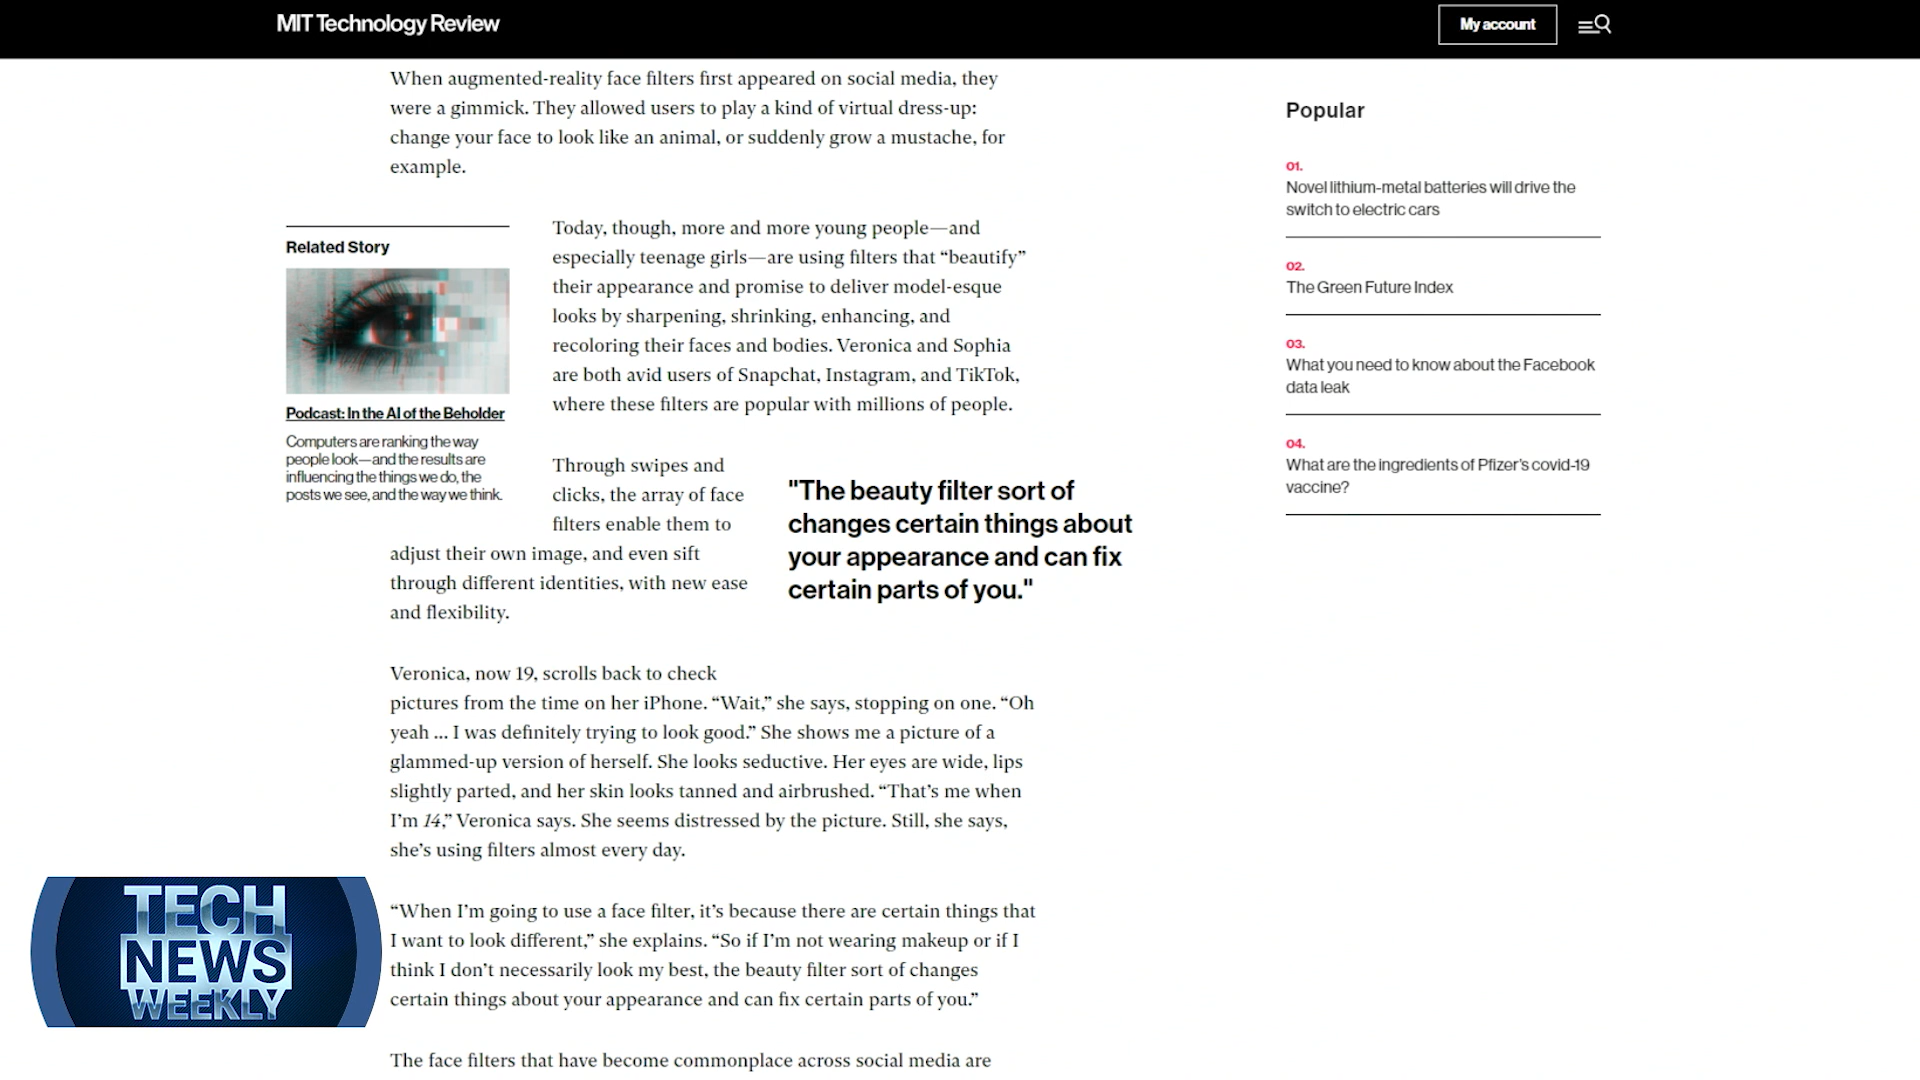 MIT Technology Review
My account
When augmented-reality face filters first appeared on social media, they
were a gimmick. They allowed users to play a kind of virtual dress-up:
change your face to look like an animal, or suddenly grow a mustache, for
example.
Related Story
Podcast: In the AI of the Beholder
Computers are ranking the way
people look—and the results are
influencing the things we do, the
posts we see, and the way we think.
Today, though, more and more young people—and
especially teenage girls—are using filters that “beautify”
their appearance and promise to deliver model-esque
looks by sharpening, shrinking, enhancing, and
recoloring their faces and bodies. Veronica and Sophia
are both avid users of Snapchat, Instagram, and TikTok,
where these filters are popular with millions of people.
Through swipes and
clicks, the array of face
filters enable them to
adjust their own image, and even sift
through different identities, with new ease
and flexibility.
"The beauty filter sort of
changes certain things about
your appearance and can fix
certain parts of you."
Veronica, now 19, scrolls back to check
pictures from the time on her iPhone. “Wait,” she says, stopping on one. “Oh
yeah ... I was definitely trying to look good.” She shows me a picture of a
glammed-up version of herself. She looks seductive. Her eyes are wide, lips
slightly parted, and her skin looks tanned and airbrushed. “That’s me when
I’m 14,” Veronica says. She seems distressed by the picture. Still, she says,
she’s using filters almost every day.
“When I’m going to use a face filter, it’s because there are certain things that
I want to look different,” she explains. “So if I’m not wearing makeup or if I
think I don’t necessarily look my best, the beauty filter sort of changes
certain things about your appearance and can fix certain parts of you.”
The face filters that have become commonplace across social media are
Popular
01.
Novel lithium-metal batteries will drive the
switch to electric cars
02.
The Green Future Index
03.
What you need to know about the Facebook
data leak
04.
What are the ingredients of Pfizer’s covid-19
vaccine?
TECH
NEWS
WEEKLY